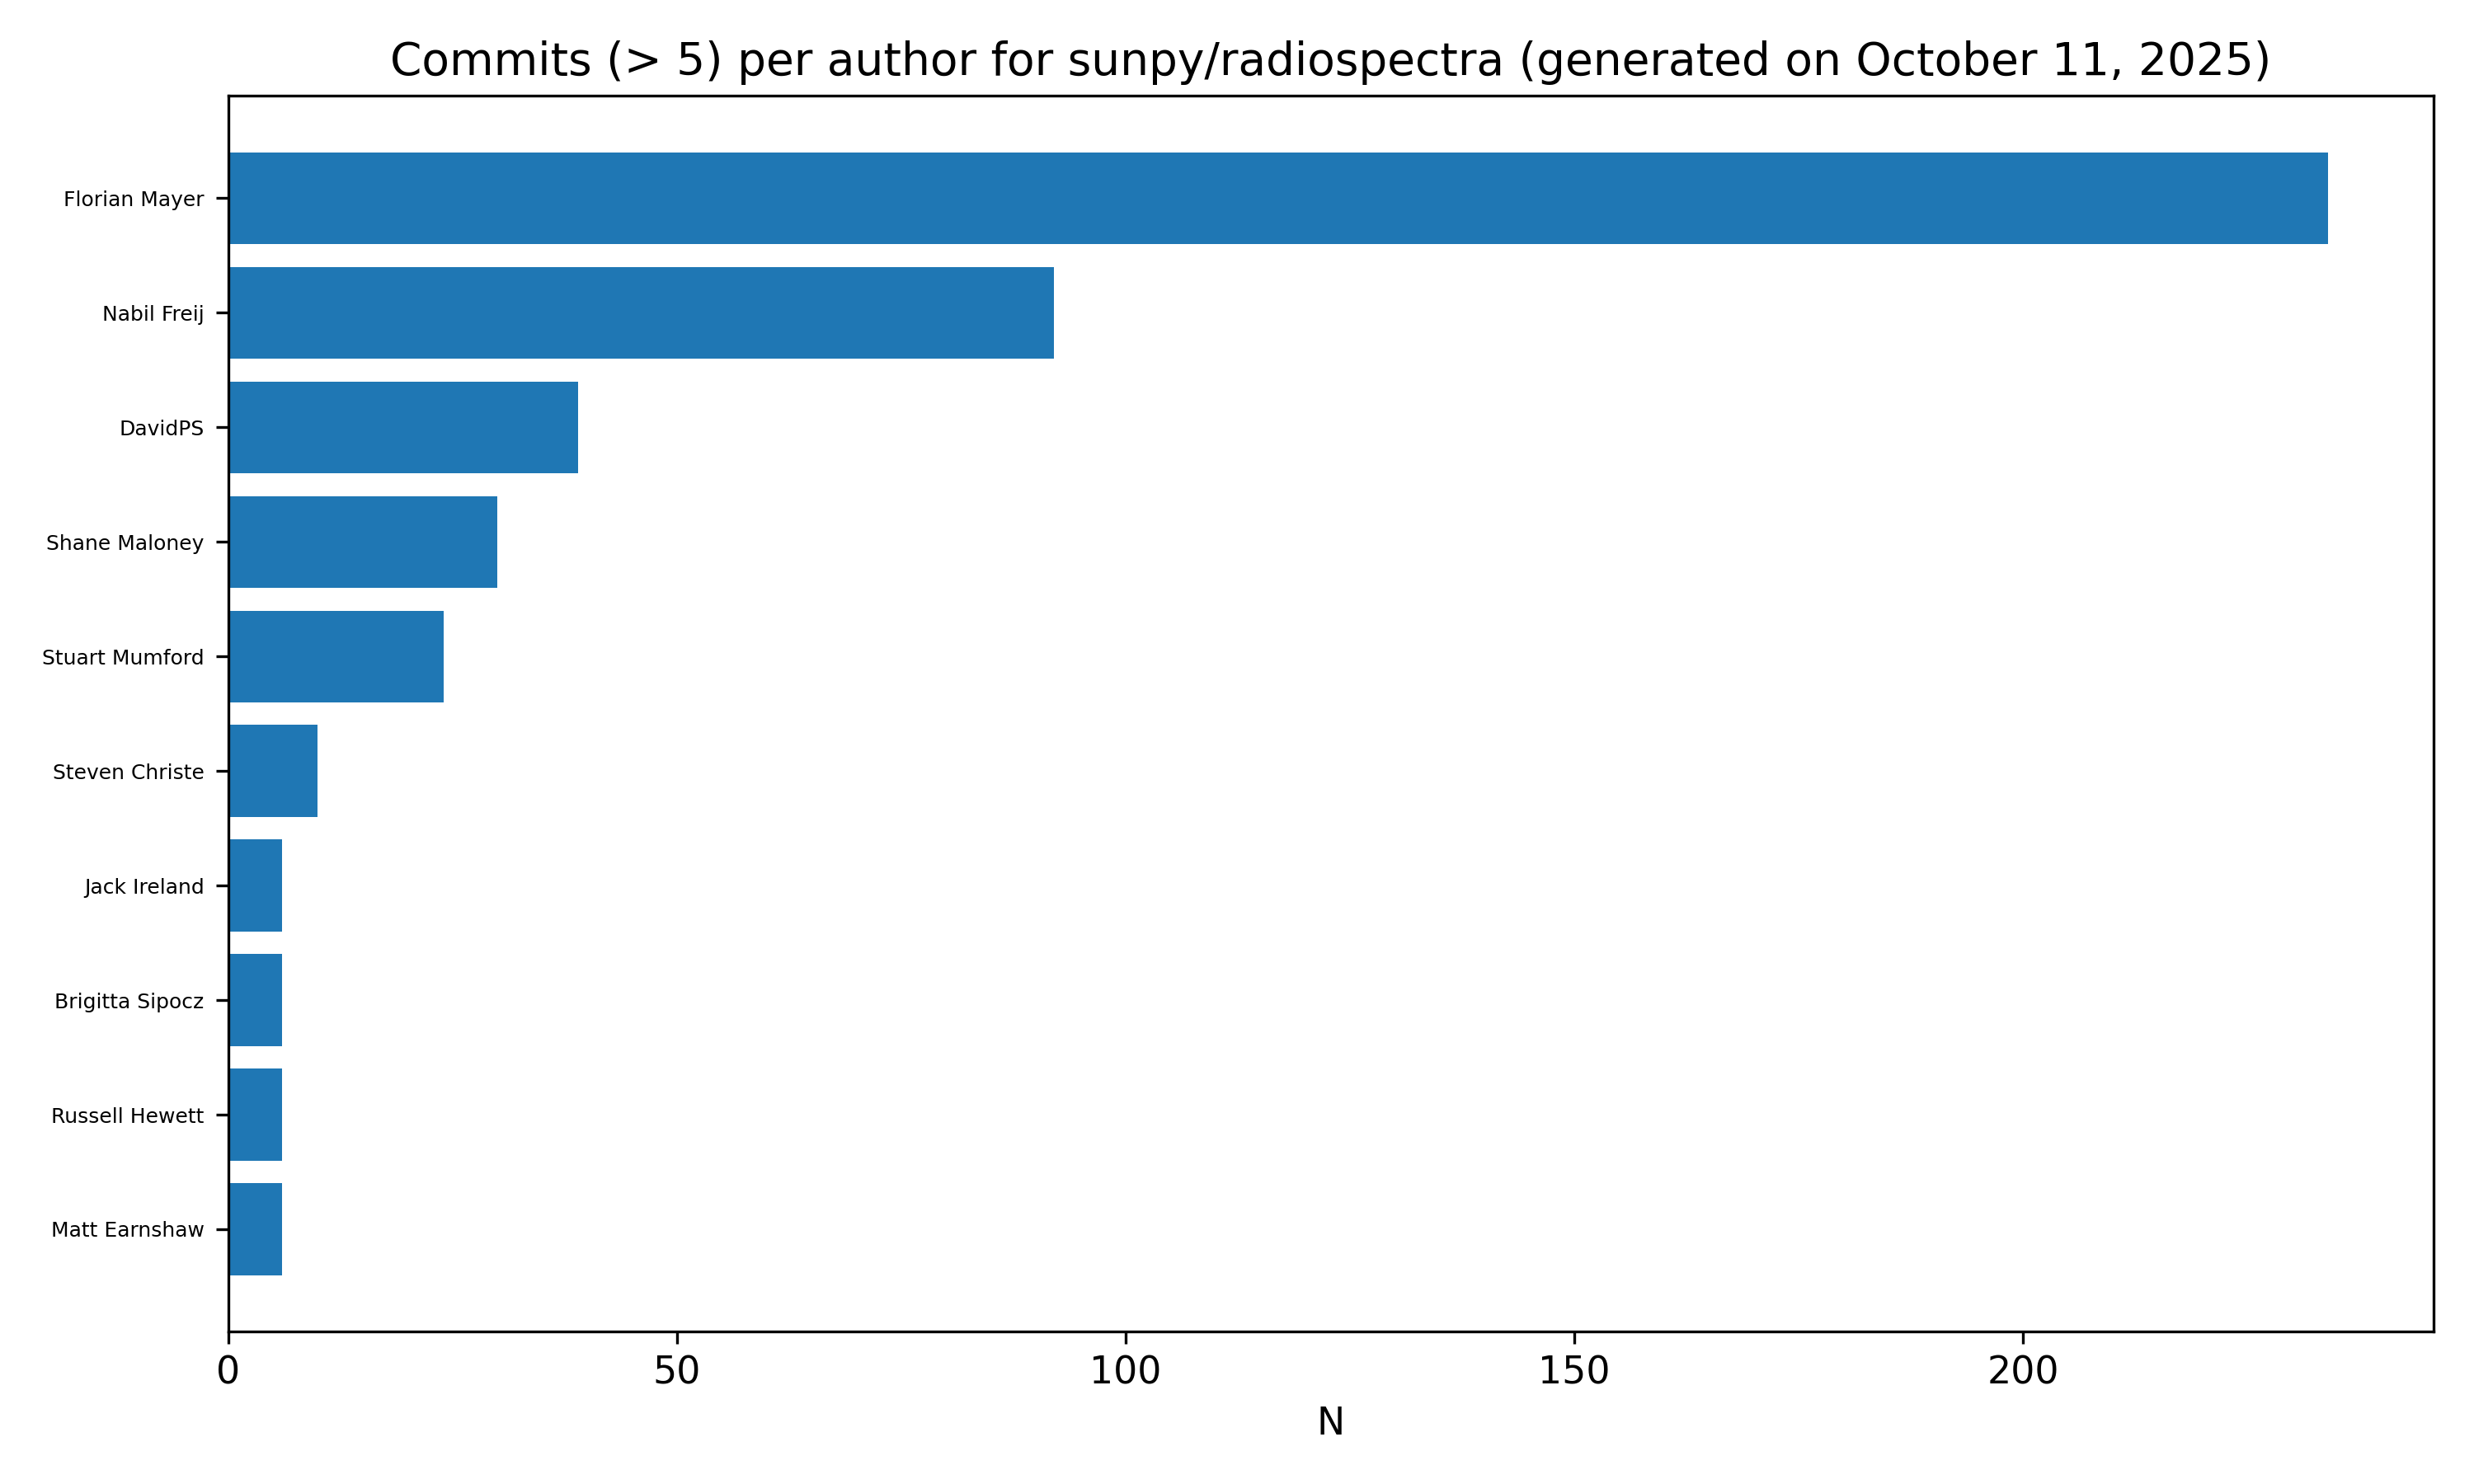 Commits (> 5) per author for sunpy/radiospectra (generated on October 11, 2025)
Florian Mayer
Nabil Freij
DavidPS
Shane Maloney
Stuart Mumford
Steven Christe
Jack Ireland
Brigitta Sipocz
Russell Hewett
Matt Earnshaw
0 50 100 150 200
N